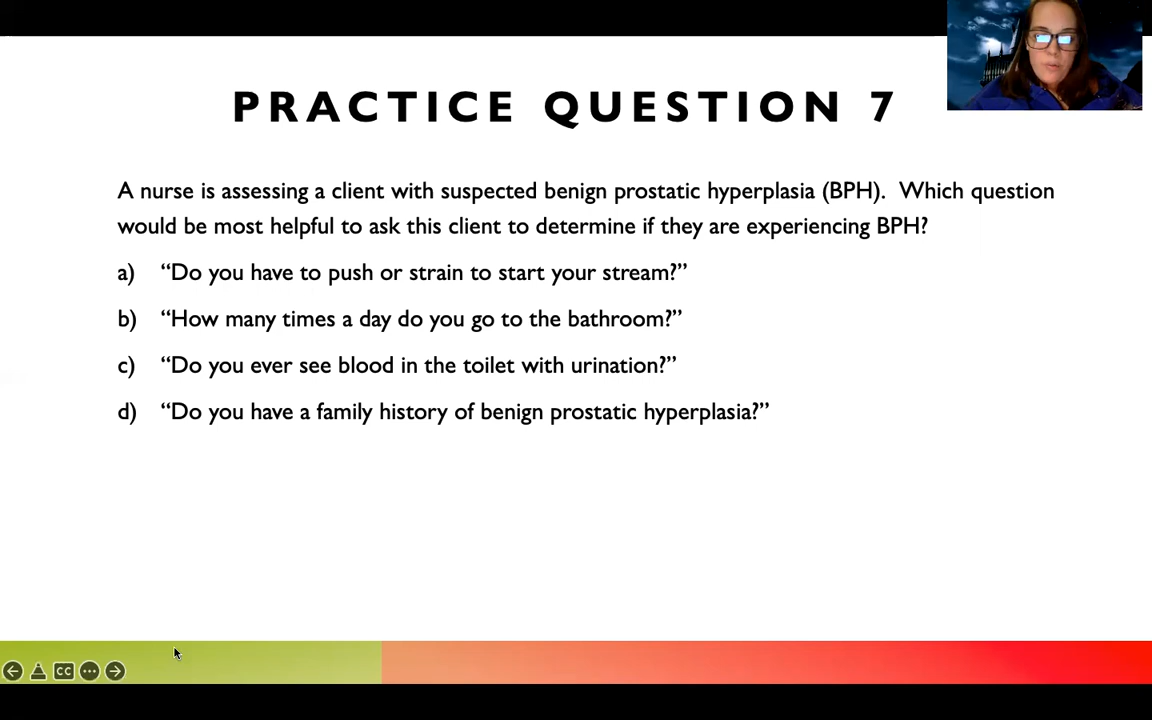 PRACTICE QUESTION 7
A nurse is assessing a client with suspected benign prostatic hyperplasia (BPH).  Which question
would be most helpful to ask this client to determine if they are experiencing BPH?
a) “Do you have to push or strain to start your stream?”
b) “How many times a day do you go to the bathroom?”
c) “Do you ever see blood in the toilet with urination?”
d) “Do you have a family history of benign prostatic hyperplasia?”
CC